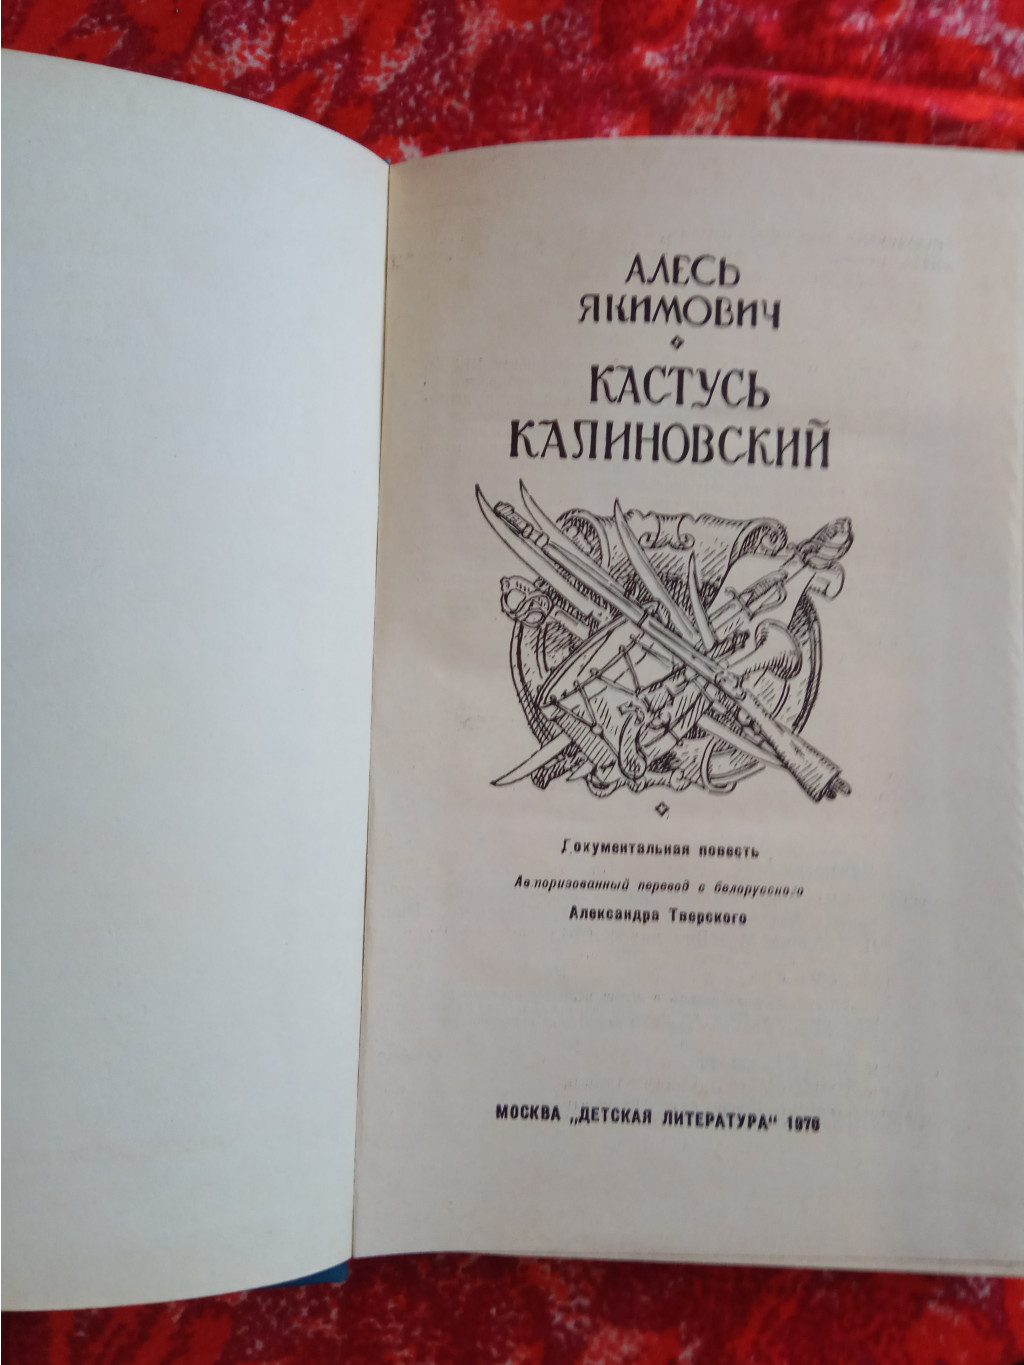 АЛЕСЬ
ЯКИМОВИЧ
КАСТУСЬ
КАЛИНОВСКИЙ
Документальная повесть
Авторизованный перевод с белорусского
Александра Тверского
МОСКВА „ДЕТСКАЯ ЛИТЕРАТУРА“ 1976